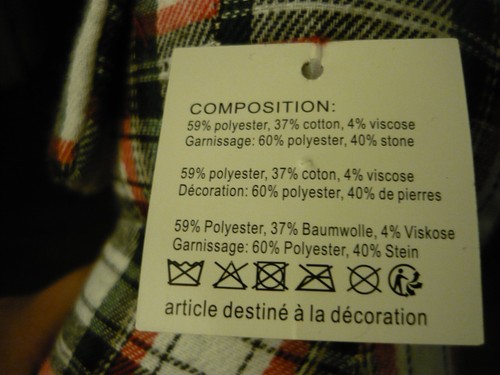 COMPOSITION:
59% polyester, 37% cotton, 4% viscose
Garnissage: 60% polyester, 40% stone
59% polyester, 37% coton, 4% viscose
Décoration: 60% polyester, 40% de pierres
59% Polyester, 37% Baumwolle, 4% Viskose
Garnissage: 60% Polyester, 40% Stein
article destiné à la décoration